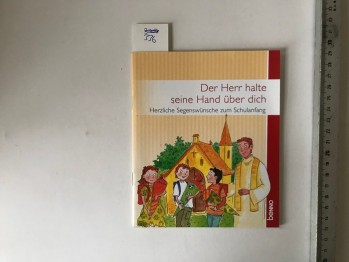 Der Herr halte
seine Hand über dich
Herzliche Segenswünsche zum Schulanfang
benno